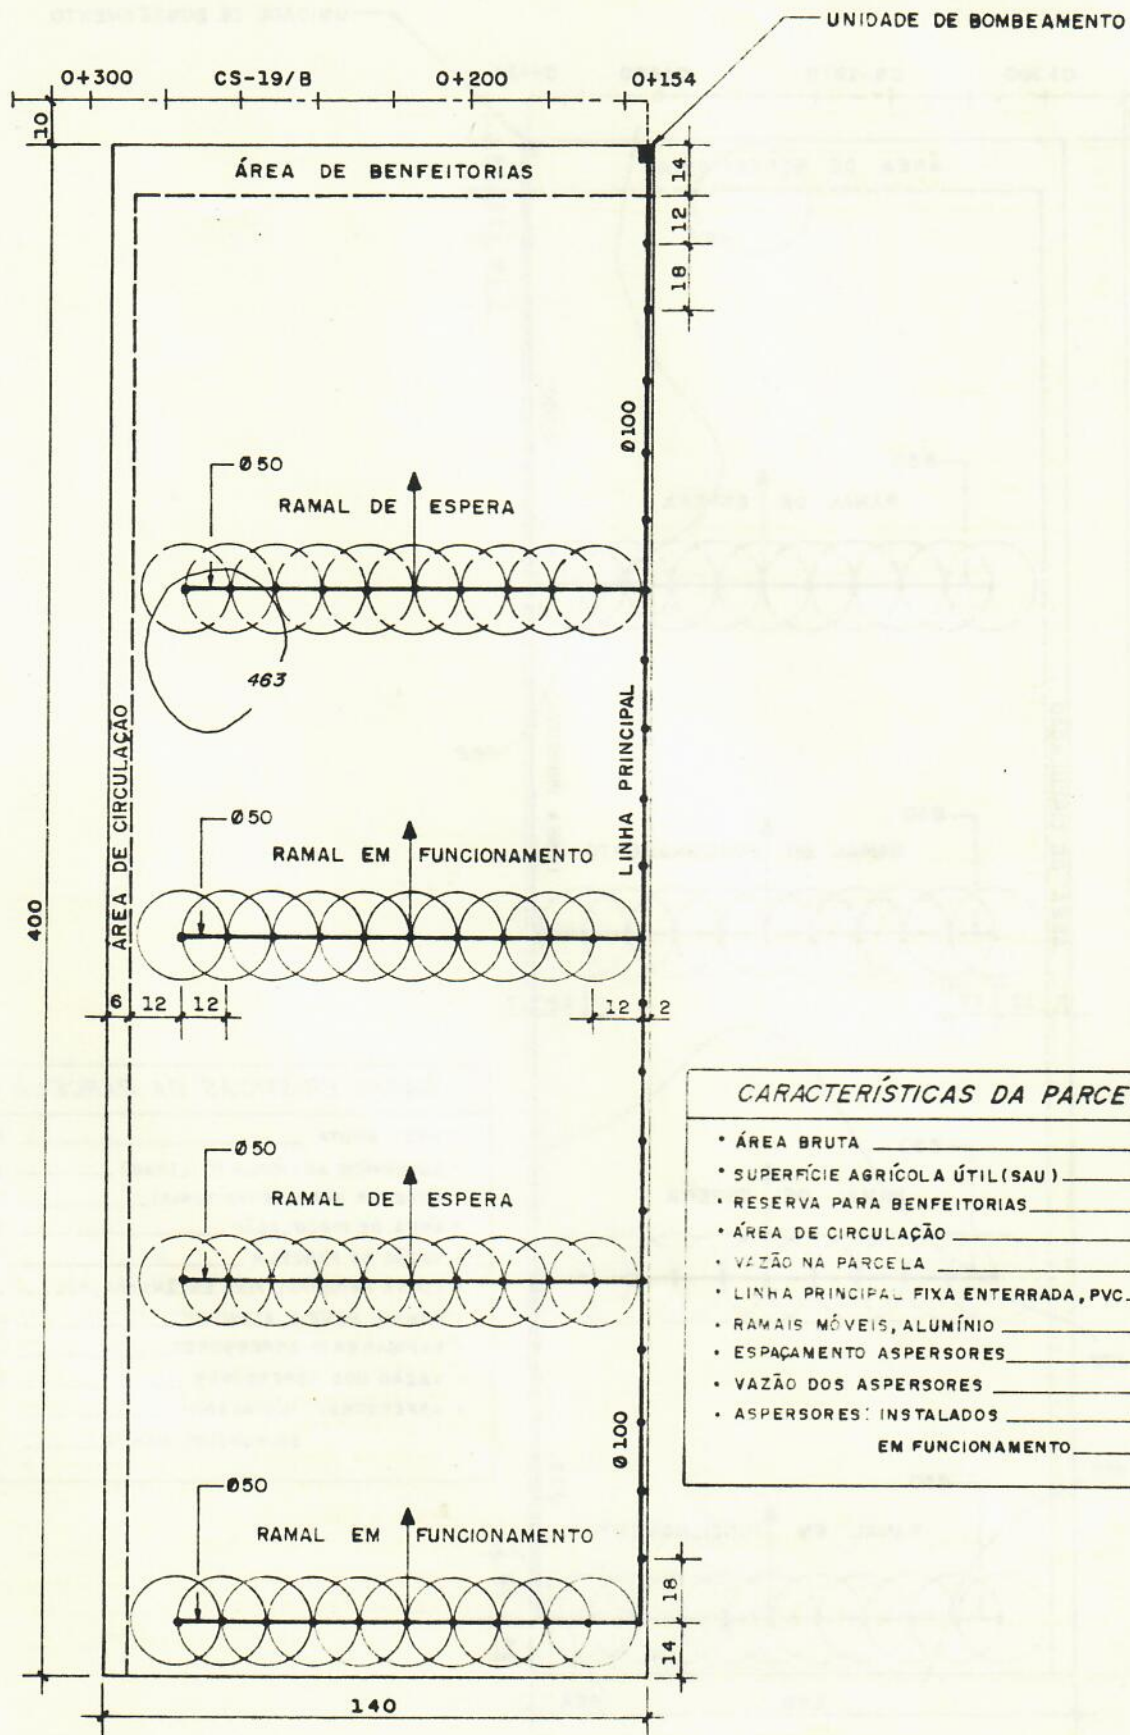 UNIDADE DE BOMBEAMENTO
0+300 CS-19/B 0+200 0+154
10
ÁREA DE BENFEITORIAS
14
12
18
Ø100
Ø50
RAMAL DE ESPERA
463
ÁREA DE CIRCULAÇÃO
LINHA PRINCIPAL
Ø50
RAMAL EM FUNCIONAMENTO
400
6 12 12 12 2
CARACTERÍSTICAS DA PARCE
• ÁREA BRUTA
• SUPERFÍCIE AGRÍCOLA ÚTIL(SAU)
• RESERVA PARA BENFEITORIAS
• ÁREA DE CIRCULAÇÃO
• VAZÃO NA PARCELA
• LINHA PRINCIPAL FIXA ENTERRADA, PVC
• RAMAIS MÓVEIS, ALUMÍNIO
• ESPAÇAMENTO ASPERSORES
• VAZÃO DOS ASPERSORES
• ASPERSORES: INSTALADOS
EM FUNCIONAMENTO
Ø50
RAMAL DE ESPERA
Ø100
Ø50
RAMAL EM FUNCIONAMENTO
18
14
140